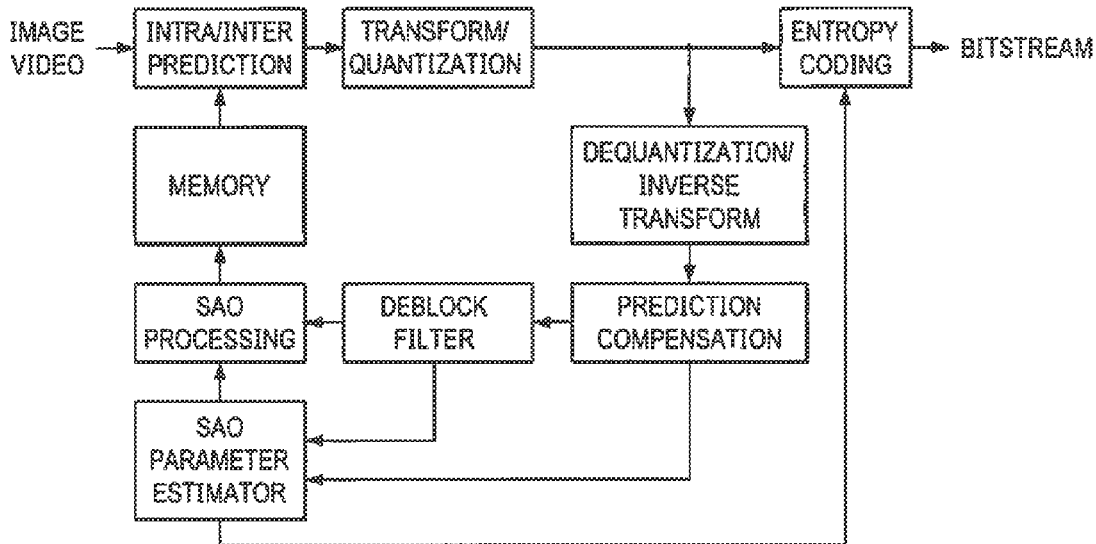 IMAGE
VIDEO
INTRA/INTER
PREDICTION
TRANSFORM/
QUANTIZATION
ENTROPY
CODING
BITSTREAM
MEMORY
DEQUANTIZATION/
INVERSE
TRANSFORM
SAO
PROCESSING
DEBLOCK
FILTER
PREDICTION
COMPENSATION
SAO
PARAMETER
ESTIMATOR